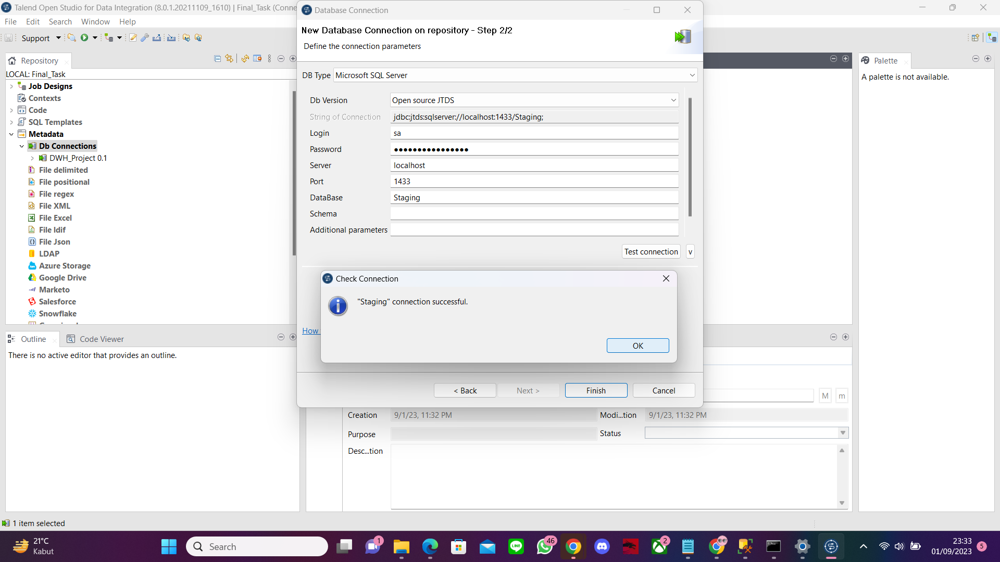 Talend Open Studio for Data Integration (8.0.1.20211109_1610) | Final_Task (Conne
File Edit Search Window Help
Support
Repository
LOCAL: Final_Task
Job Designs
Contexts
Code
SQL Templates
Metadata
Db Connections
DWH_Project 0.1
File delimited
File positional
File regex
File XML
File Excel
File ldif
File Json
LDAP
Azure Storage
Google Drive
Marketo
Salesforce
Snowflake
Outline
Code Viewer
There is no active editor that provides an outline.
1 item selected
Database Connection
New Database Connection on repository - Step 2/2
Define the connection parameters
DB Type Microsoft SQL Server
Db Version Open source JTDS
String of Connection jdbc:jtds:sqlserver://localhost:1433/Staging;
Login sa
Password ●●●●●●●●●●●●●●●●
Server localhost
Port 1433
DataBase Staging
Schema
Additional parameters
Test connection v
How
Check Connection
"Staging" connection successful.
OK
< Back Next > Finish Cancel
M m
Creation 9/1/23, 11:32 PM Modi...tion 9/1/23, 11:32 PM
Purpose Status
Desc...tion
Palette
A palette is not available.
21°C
Kabut
Search
1
LINE
46
2
23:33
01/09/2023
5